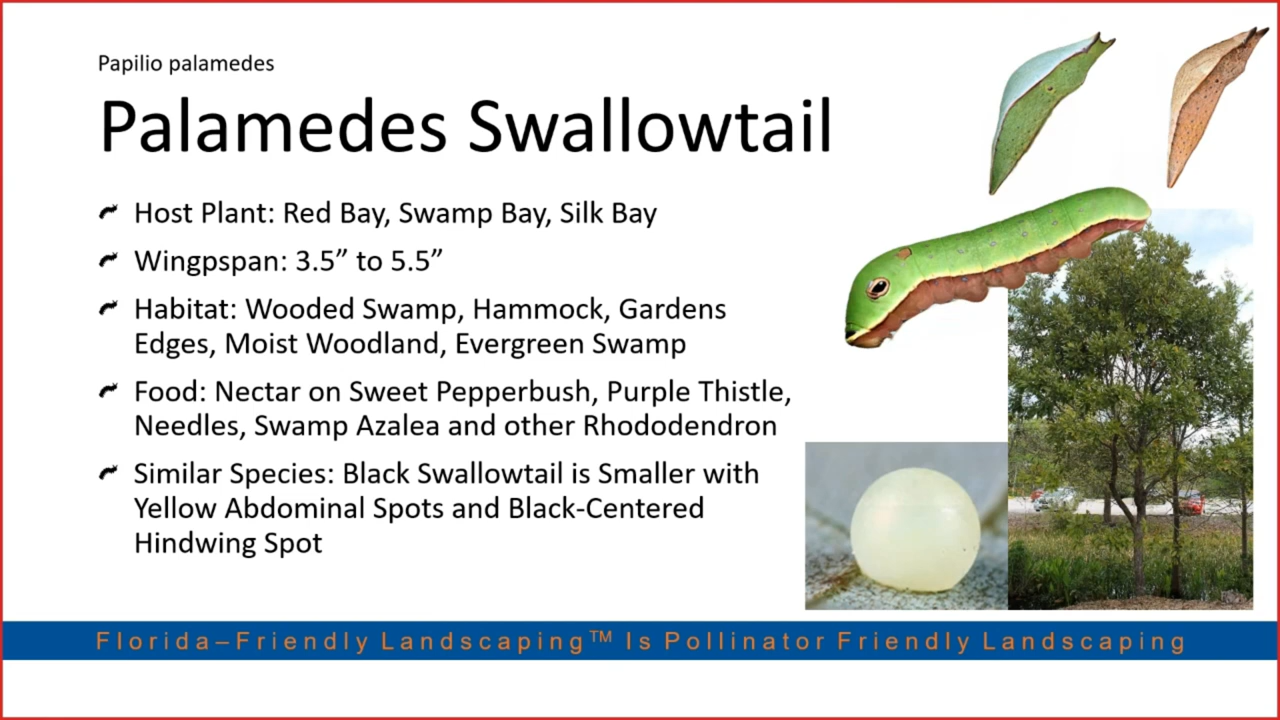 Papilio palamedes
Palamedes Swallowtail
Host Plant: Red Bay, Swamp Bay, Silk Bay
Wingpspan: 3.5” to 5.5”
Habitat: Wooded Swamp, Hammock, Gardens
Edges, Moist Woodland, Evergreen Swamp
Food: Nectar on Sweet Pepperbush, Purple Thistle,
Needles, Swamp Azalea and other Rhododendron
Similar Species: Black Swallowtail is Smaller with
Yellow Abdominal Spots and Black-Centered
Hindwing Spot
Florida–Friendly Landscaping™ Is Pollinator Friendly Landscaping